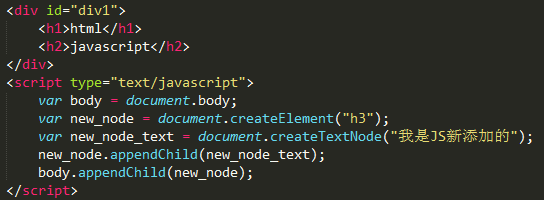 <div id="div1">
    <h1>html</h1>
    <h2>javascript</h2>
</div>
<script type="text/javascript">
    var body = document.body;
    var new_node = document.createElement("h3");
    var new_node_text = document.createTextNode("我是JS新添加的");
    new_node.appendChild(new_node_text);
    body.appendChild(new_node);
</script>